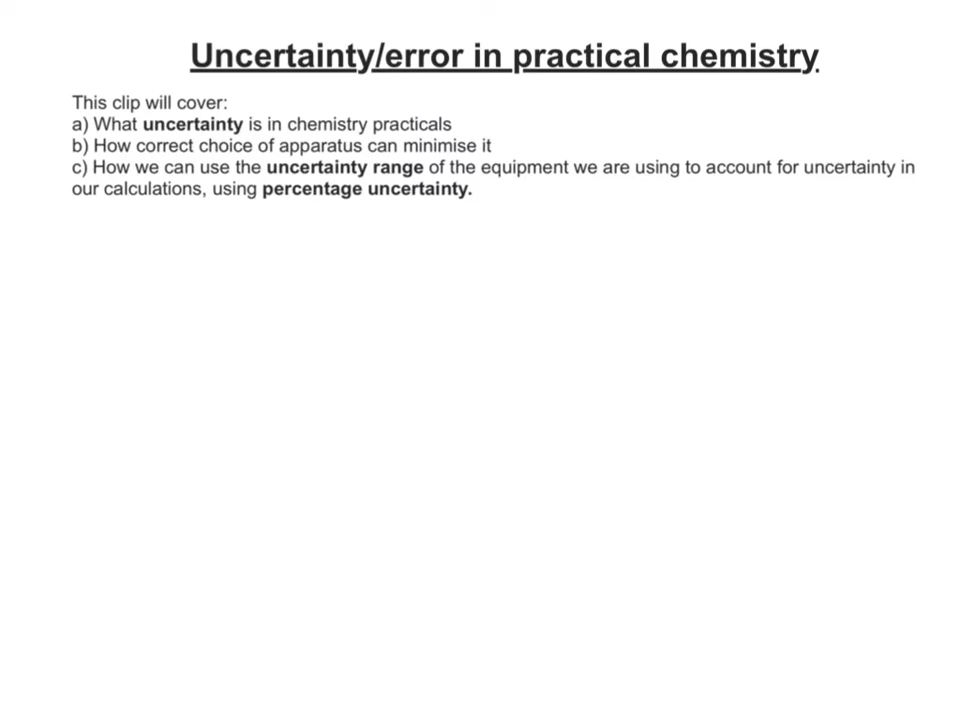 Uncertainty/error in practical chemistry
This clip will cover:
a) What uncertainty is in chemistry practicals
b) How correct choice of apparatus can minimise it
c) How we can use the uncertainty range of the equipment we are using to account for uncertainty in
our calculations, using percentage uncertainty.